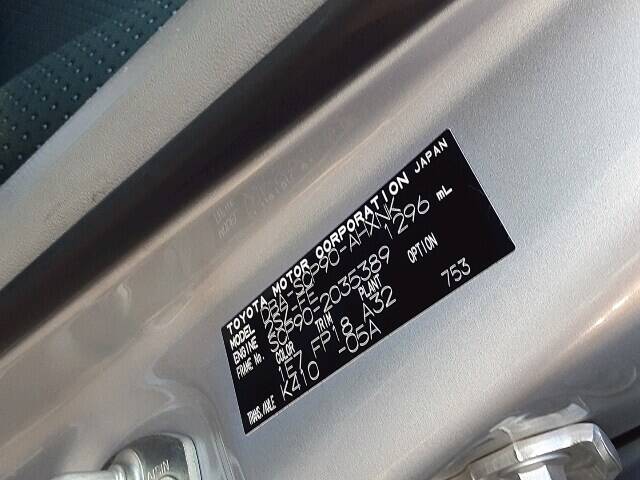 TOYOTA MOTOR CORPORATION JAPAN
MODEL DBA-SCP90-AHXNK
ENGINE 2SZ-FE 1296 mL
FRAME No. SCP90-2035389
COLOR TRIM PLANT OPTION
1E7 FP18 A32 753
TRANS./AXLE K410 -05A